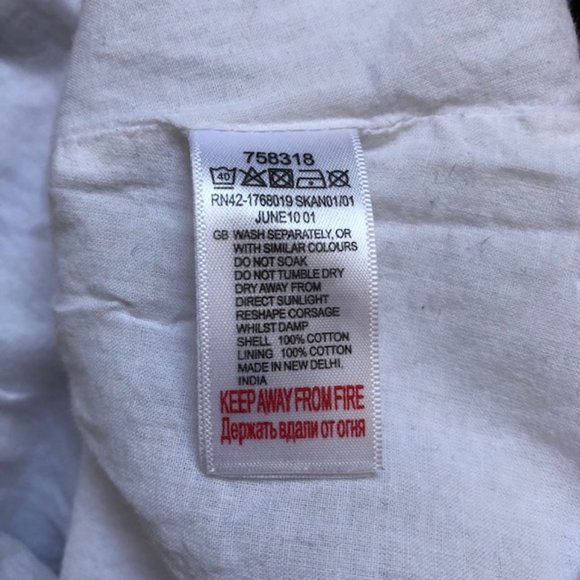 758318
40
RN42-1768019 SKAN01/01
JUNE10 01
GB WASH SEPARATELY, OR
WITH SIMILAR COLOURS
DO NOT SOAK
DO NOT TUMBLE DRY
DRY AWAY FROM
DIRECT SUNLIGHT
RESHAPE CORSAGE
WHILST DAMP
SHELL 100% COTTON
LINING 100% COTTON
MADE IN NEW DELHI.
INDIA
KEEP AWAY FROM FIRE
Держать вдали от огня